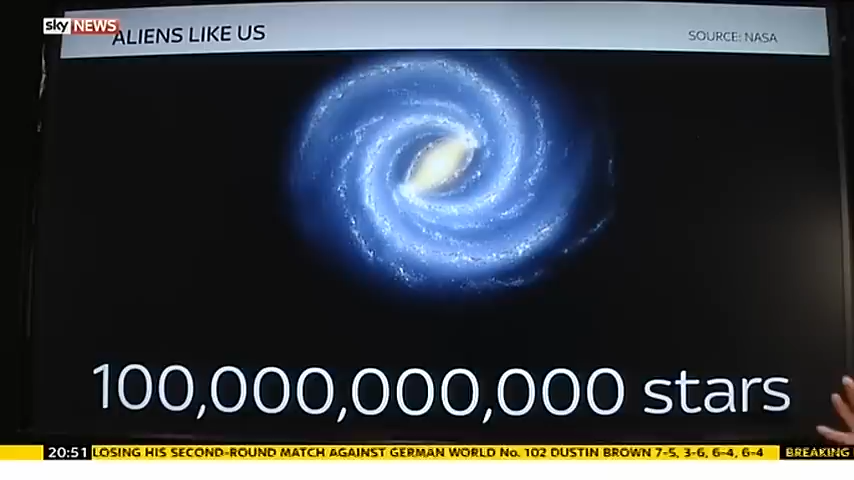 sky NEWS
ALIENS LIKE US
SOURCE: NASA
100,000,000,000 stars
20:51 LOSING HIS SECOND-ROUND MATCH AGAINST GERMAN WORLD No. 102 DUSTIN BROWN 7-5, 3-6, 6-4, 6-4 BREAKING